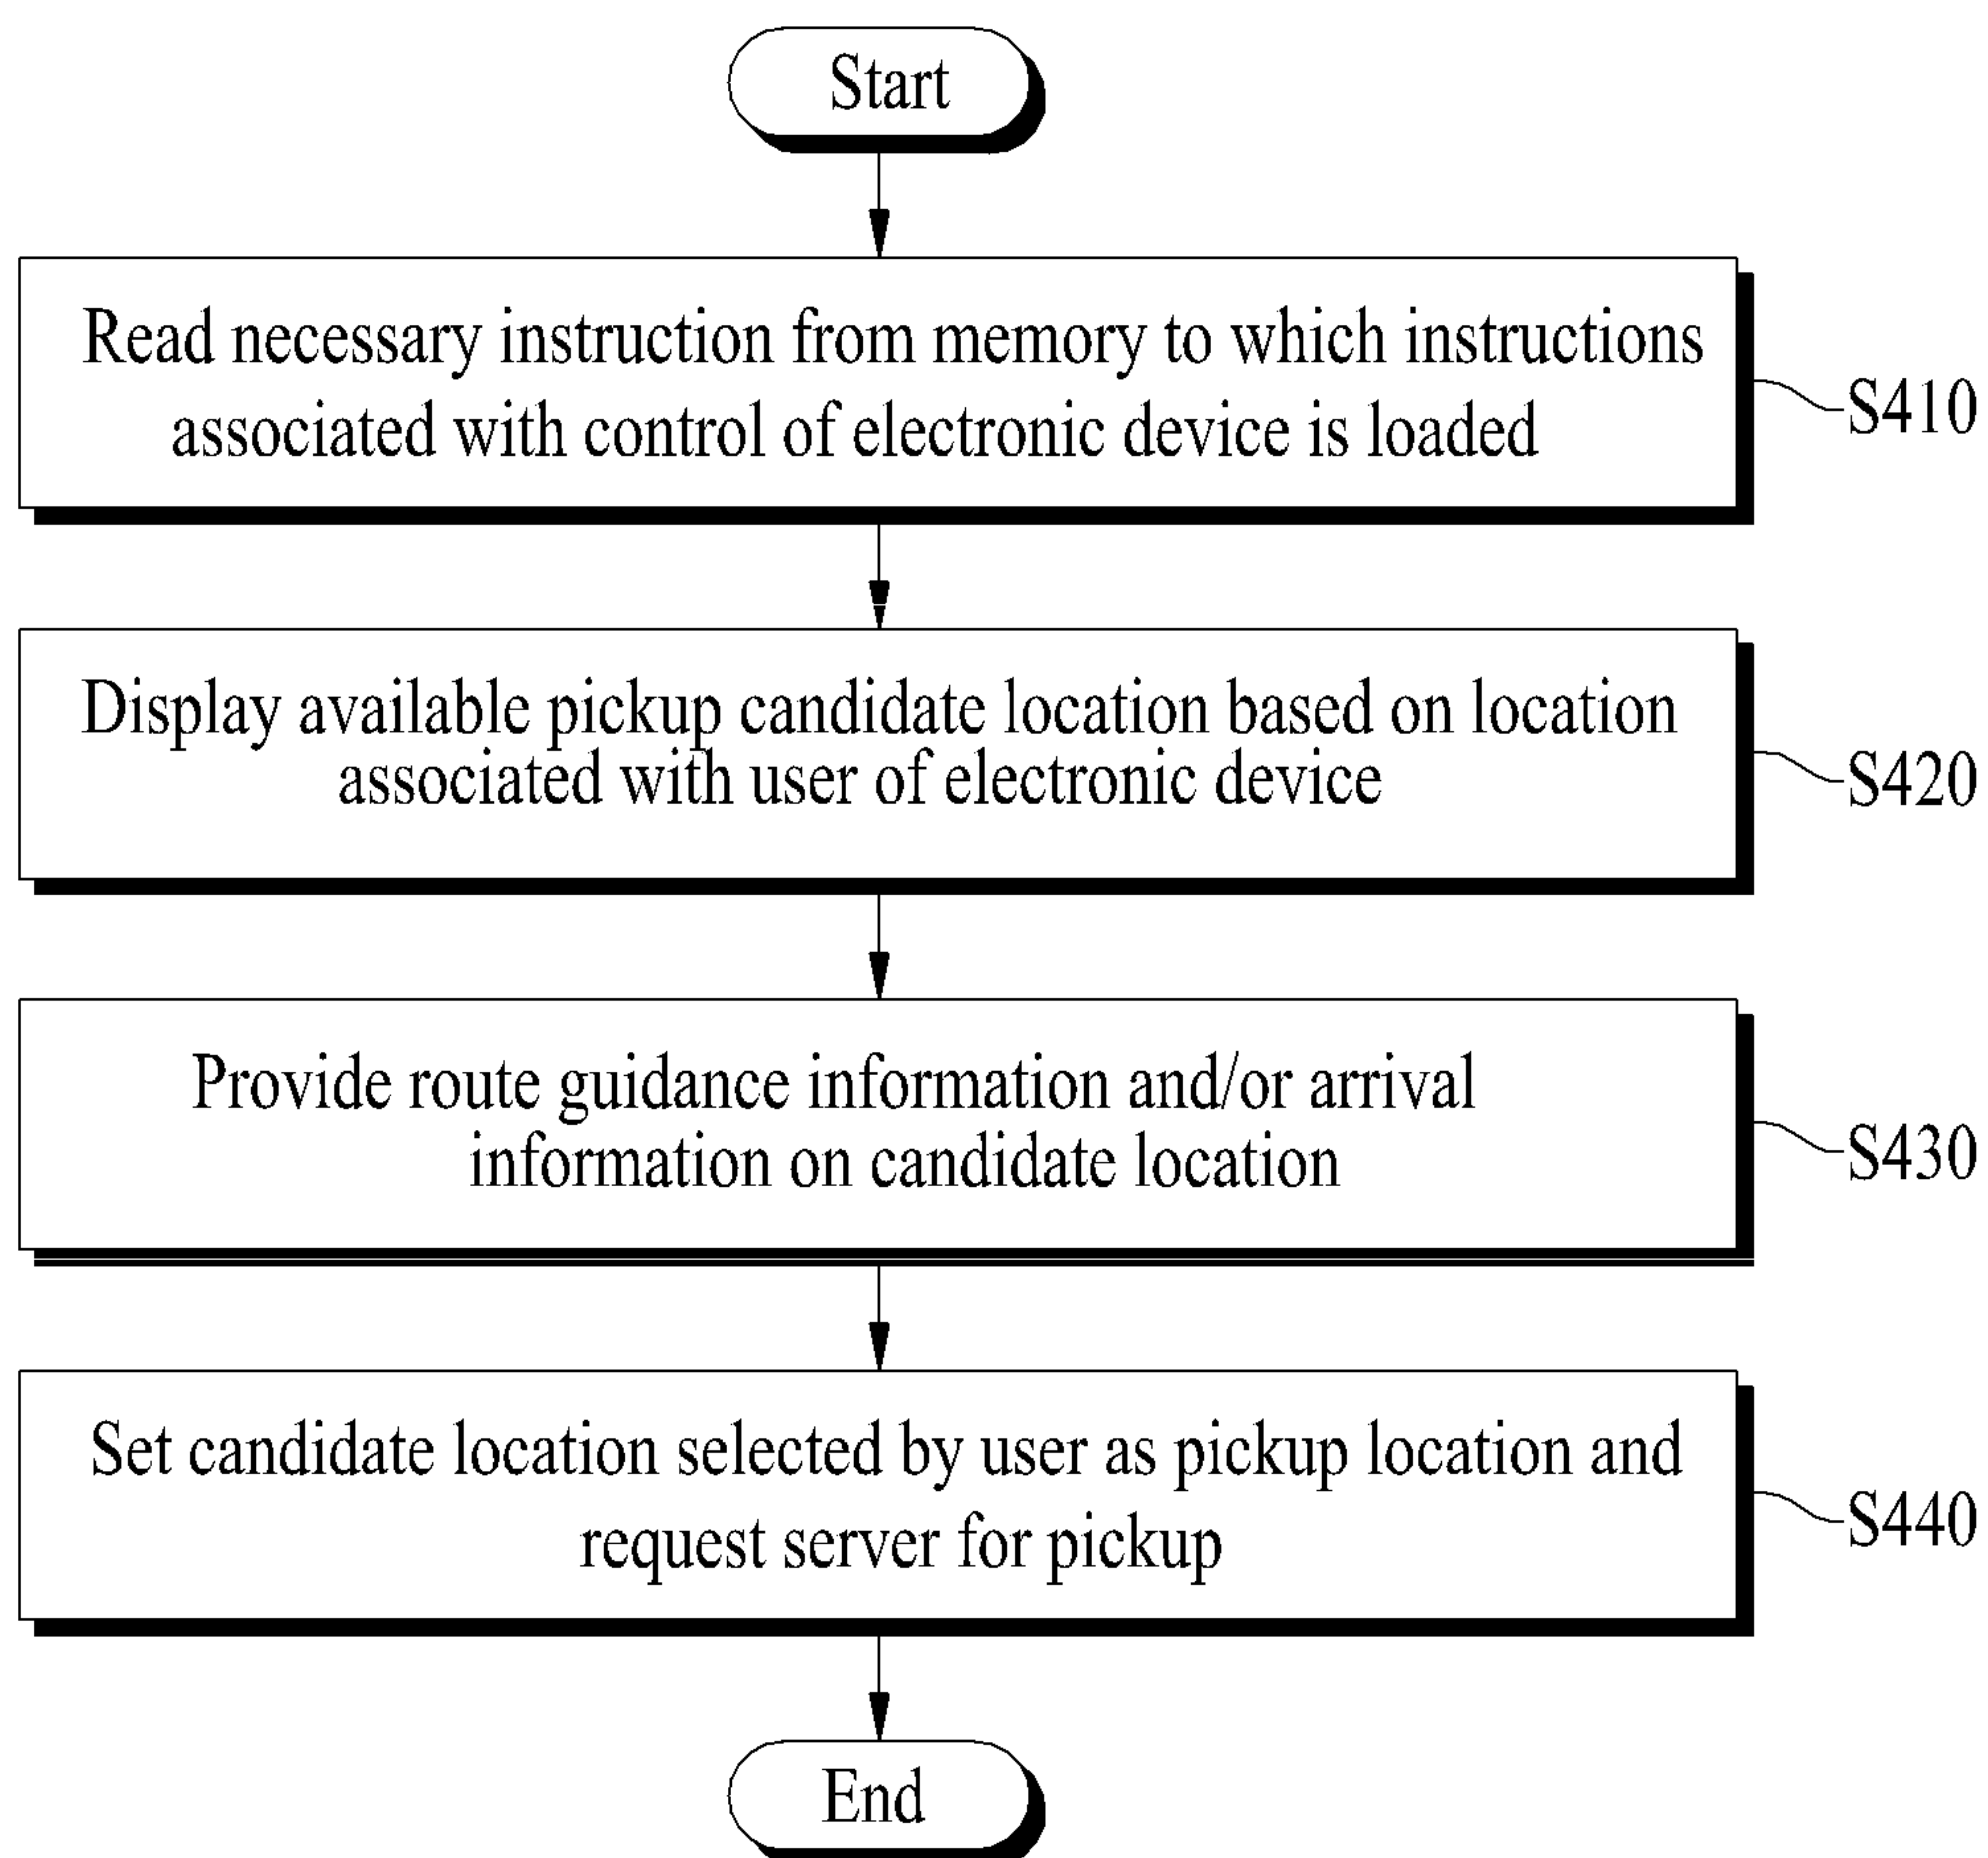 Start
Read necessary instruction from memory to which instructions
associated with control of electronic device is loaded
S410
Display available pickup candidate location based on location
associated with user of electronic device
S420
Provide route guidance information and/or arrival
information on candidate location
S430
Set candidate location selected by user as pickup location and
request server for pickup
S440
End